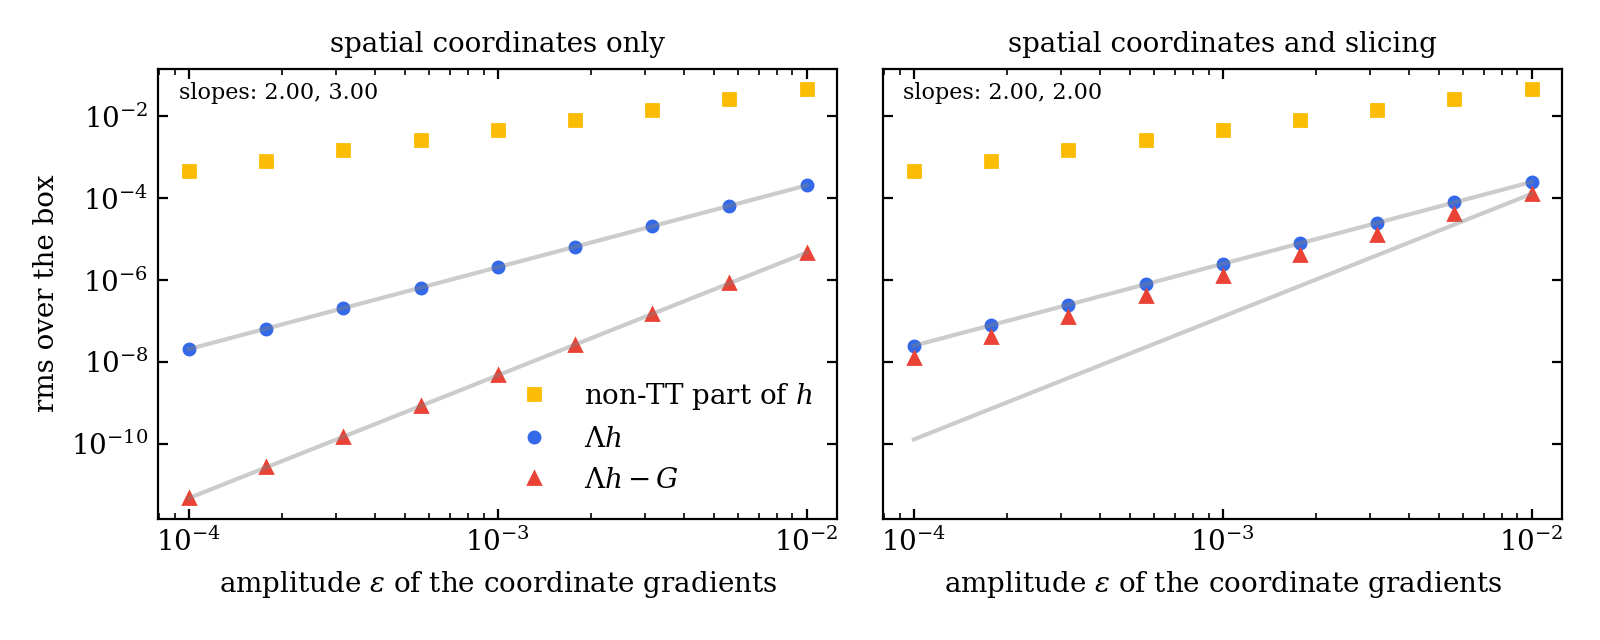 spatial coordinates only
spatial coordinates and slicing
slopes: 2.00, 3.00
slopes: 2.00, 2.00
rms over the box
10⁻²
10⁻⁴
10⁻⁶
10⁻⁸
10⁻¹⁰
non-TT part of h
Λh
Λh − G
10⁻⁴ 10⁻³ 10⁻²
10⁻⁴ 10⁻³ 10⁻²
amplitude ε of the coordinate gradients
amplitude ε of the coordinate gradients